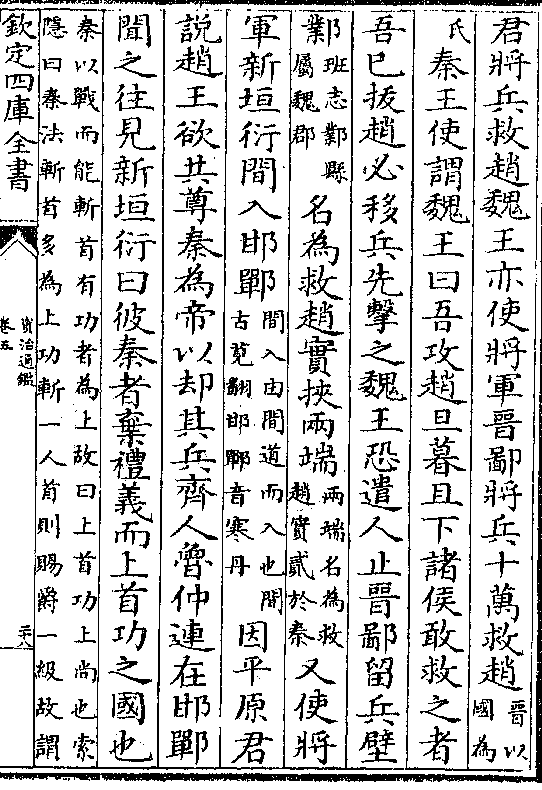 君將兵救趙魏王亦使將軍晉鄙將兵十萬救趙晉以國為
氏秦王使謂魏王曰吾攻趙旦暮且下諸侯敢救之者
吾已拔趙必移兵先擊之魏王恐遣人止晉鄙留兵壁
鄴班志鄴縣屬魏郡名為救趙實挾兩端兩端名為救趙實貳於秦又使將
軍新垣衍間入邯鄲間入由間道而入也間古莧翻邯鄲音寒丹因平原君
說趙王欲共尊秦為帝以却其兵齊人魯仲連在邯鄲
聞之往見新垣衍曰彼秦者棄禮義而上首功之國也
秦以戰而能斬首有功者為上故曰上首功上尚也索
隱曰秦法斬首多為上功斬一人首則賜爵一級故謂
欽定四庫全書
資治通鑑
卷五
二十八